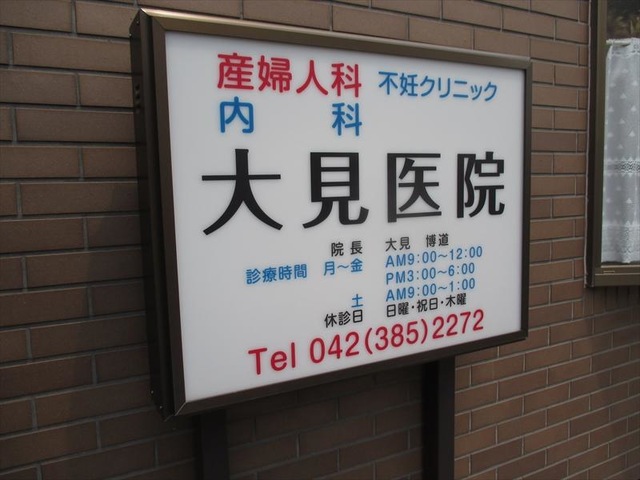 産婦人科 不妊クリニック
内科
大見医院
院長 大見 博道
診療時間 月～金 AM9:00～12:00
PM3:00～6:00
土 AM9:00～1:00
休診日 日曜・祝日・木曜
Tel 042(385)2272